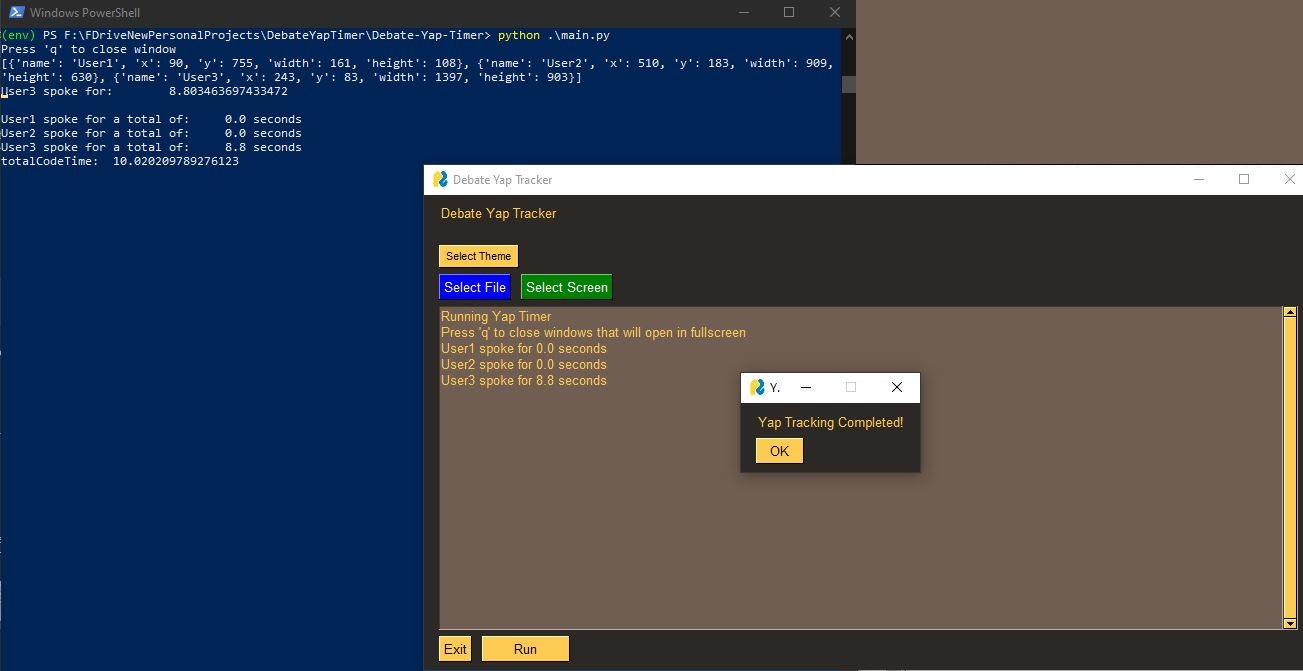 Windows PowerShell
(env) PS F:\FDriveNewPersonalProjects\DebateYapTimer\Debate-Yap-Timer> python .\main.py
Press 'q' to close window
[{'name': 'User1', 'x': 90, 'y': 755, 'width': 161, 'height': 108}, {'name': 'User2', 'x': 510, 'y': 183, 'width': 909,
'height': 630}, {'name': 'User3', 'x': 243, 'y': 83, 'width': 1397, 'height': 903}]
User3 spoke for: 8.803463697433472
User1 spoke for a total of: 0.0 seconds
User2 spoke for a total of: 0.0 seconds
User3 spoke for a total of: 8.8 seconds
totalCodeTime: 10.020209789276123
Debate Yap Tracker
Debate Yap Tracker
Select Theme
Select File Select Screen
Running Yap Timer
Press 'q' to close windows that will open in fullscreen
User1 spoke for 0.0 seconds
User2 spoke for 0.0 seconds
User3 spoke for 8.8 seconds
Y.
Yap Tracking Completed!
OK
Exit Run